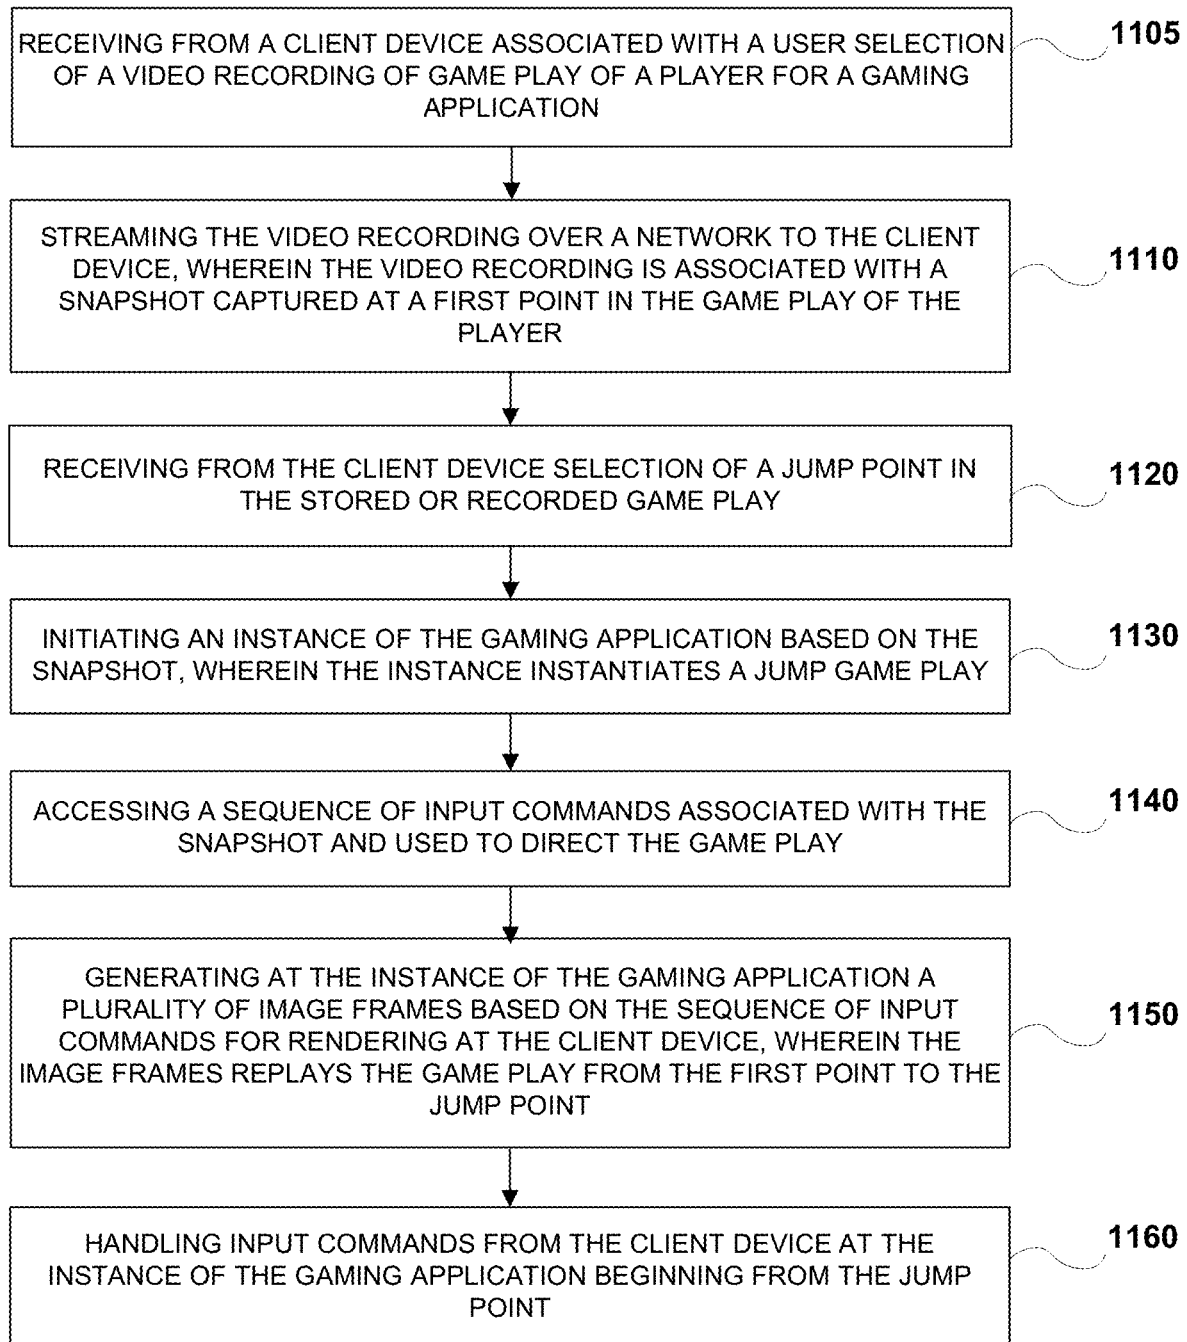 RECEIVING FROM A CLIENT DEVICE ASSOCIATED WITH A USER SELECTION
OF A VIDEO RECORDING OF GAME PLAY OF A PLAYER FOR A GAMING
APPLICATION
1105
STREAMING THE VIDEO RECORDING OVER A NETWORK TO THE CLIENT
DEVICE, WHEREIN THE VIDEO RECORDING IS ASSOCIATED WITH A
SNAPSHOT CAPTURED AT A FIRST POINT IN THE GAME PLAY OF THE
PLAYER
1110
RECEIVING FROM THE CLIENT DEVICE SELECTION OF A JUMP POINT IN
THE STORED OR RECORDED GAME PLAY
1120
INITIATING AN INSTANCE OF THE GAMING APPLICATION BASED ON THE
SNAPSHOT, WHEREIN THE INSTANCE INSTANTIATES A JUMP GAME PLAY
1130
ACCESSING A SEQUENCE OF INPUT COMMANDS ASSOCIATED WITH THE
SNAPSHOT AND USED TO DIRECT THE GAME PLAY
1140
GENERATING AT THE INSTANCE OF THE GAMING APPLICATION A
PLURALITY OF IMAGE FRAMES BASED ON THE SEQUENCE OF INPUT
COMMANDS FOR RENDERING AT THE CLIENT DEVICE, WHEREIN THE
IMAGE FRAMES REPLAYS THE GAME PLAY FROM THE FIRST POINT TO THE
JUMP POINT
1150
HANDLING INPUT COMMANDS FROM THE CLIENT DEVICE AT THE
INSTANCE OF THE GAMING APPLICATION BEGINNING FROM THE JUMP
POINT
1160